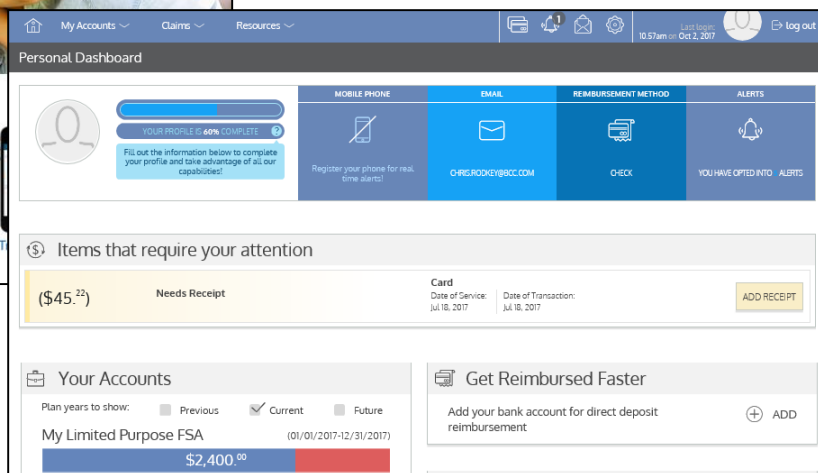 My Accounts Claims Resources 1 Last login: log out
10.57am on Oct 2, 2017
Personal Dashboard
MOBILE PHONE EMAIL REIMBURSEMENT METHOD ALERTS
YOUR PROFILE IS 60% COMPLETE ?
Fill out the information below to complete
your profile and take advantage of all our
capabilities!
Register your phone for real
time alerts!
CHRIS.RODKEY@BCC.COM CHECK YOU HAVE OPTED INTO ALERTS
Items that require your attention
($45.22) Needs Receipt
Card
Date of Service: Date of Transaction:
Jul 18, 2017 Jul 18, 2017
ADD RECEIPT
Your Accounts
Plan years to show: Previous Current Future
My Limited Purpose FSA (01/01/2017-12/31/2017)
$2,400.00
Get Reimbursed Faster
Add your bank account for direct deposit
reimbursement
ADD